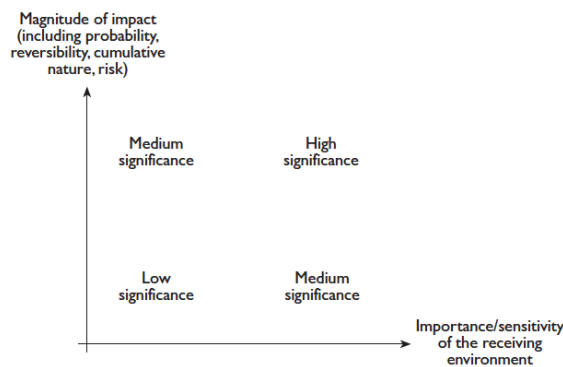 Magnitude of impact
(including probability,
reversibility, cumulative
nature, risk)
Medium
significance
High
significance
Low
significance
Medium
significance
Importance/sensitivity
of the receiving
environment